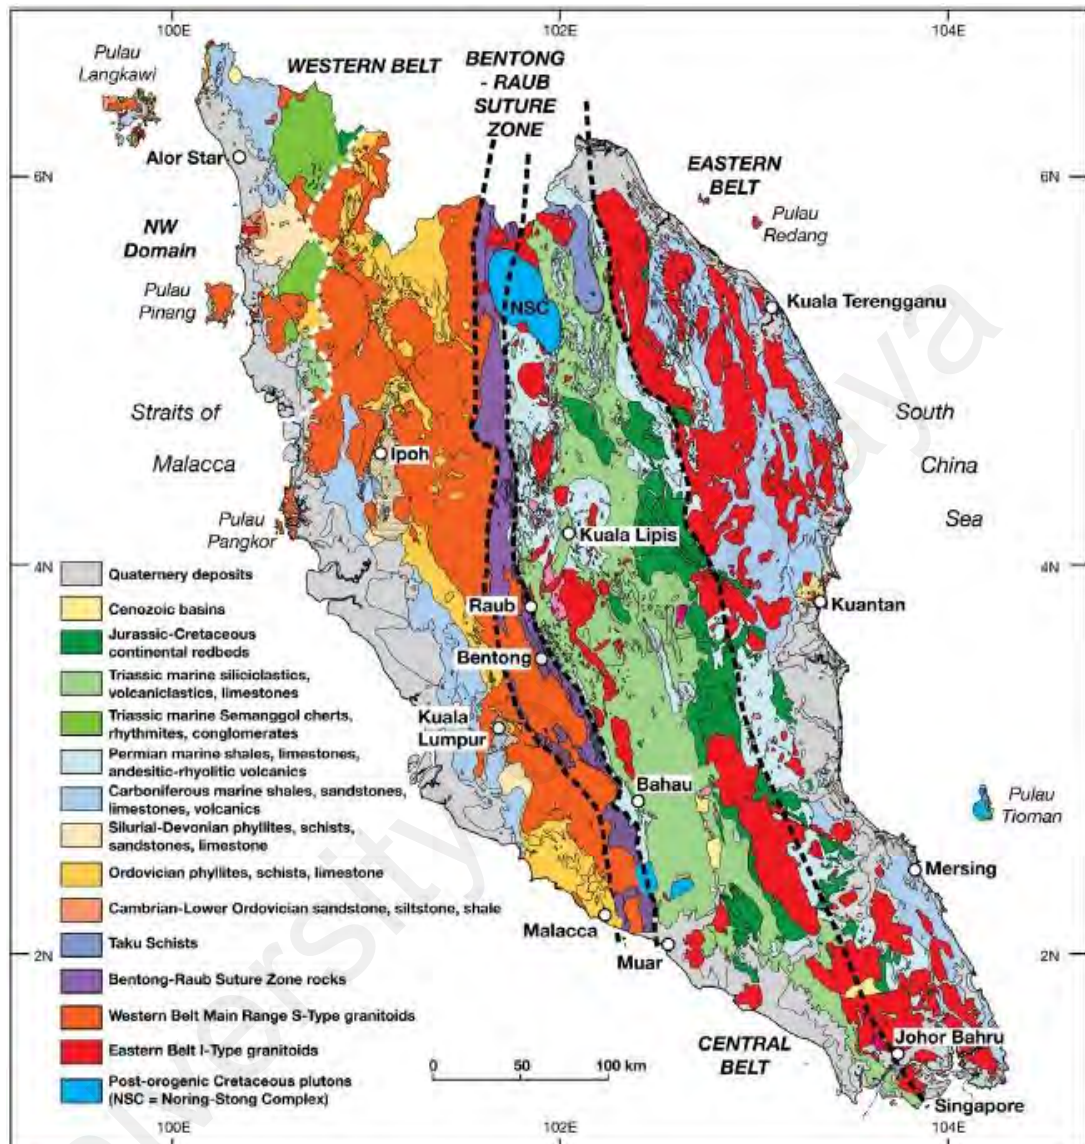 100E
102E
104E
Pulau
Langkawi
WESTERN BELT
BENTONG
- RAUB
SUTURE
ZONE
Alor Star
6N
6N
EASTERN
BELT
NW
Domain
Pulau
Redang
Pulau
Pinang
NSC
Kuala Terengganu
Straits of
Malacca
South
China
Sea
Ipoh
Pulau
Pangkor
Kuala Lipis
4N
4N
Raub
Kuantan
Bentong
Kuala
Lumpur
Bahau
Pulau
Tioman
Mersing
Malacca
Muar
2N
2N
CENTRAL
BELT
Johor Bahru
Singapore
Quaternery deposits
Cenozoic basins
Jurassic-Cretaceous
continental redbeds
Triassic marine siliciclastics,
volcaniclastics, limestones
Triassic marine Semanggol cherts,
rhythmites, conglomerates
Permian marine shales, limestones,
andesitic-rhyolitic volcanics
Carboniferous marine shales, sandstones,
limestones, volcanics
Silurial-Devonian phyllites, schists,
sandstones, limestone
Ordovician phyllites, schists, limestone
Cambrian-Lower Ordovician sandstone, siltstone, shale
Taku Schists
Bentong-Raub Suture Zone rocks
Western Belt Main Range S-Type granitoids
Eastern Belt I-Type granitoids
Post-orogenic Cretaceous plutons
(NSC = Noring-Stong Complex)
0 50 100 km
100E
102E
104E